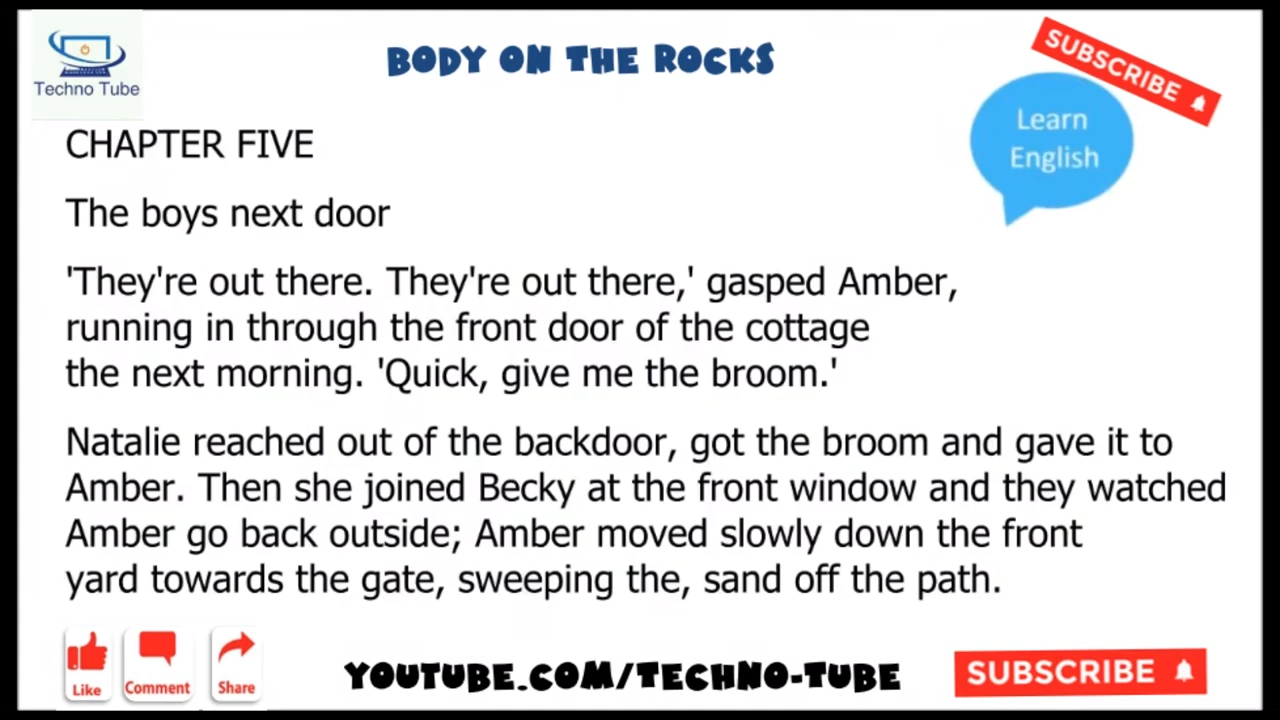 BODY ON THE ROCKS
SUBSCRIBE
Techno Tube
Learn
English
CHAPTER FIVE
The boys next door
'They're out there. They're out there,' gasped Amber,
running in through the front door of the cottage
the next morning. 'Quick, give me the broom.'
Natalie reached out of the backdoor, got the broom and gave it to
Amber. Then she joined Becky at the front window and they watched
Amber go back outside; Amber moved slowly down the front
yard towards the gate, sweeping the, sand off the path.
Like
Comment
Share
YOUTUBE.COM/TECHNO-TUBE
SUBSCRIBE